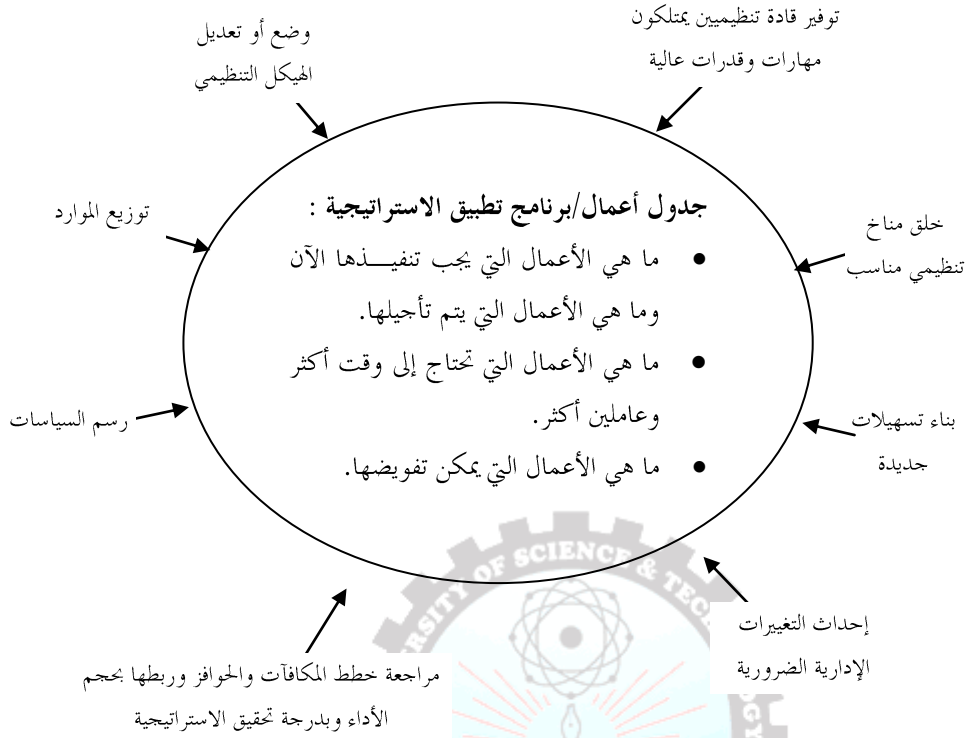 توفير قادة تنظيميين يمتلكون
مهارات وقدرات عالية
وضع أو تعديل
الهيكل التنظيمي
خلق مناخ
تنظيمي مناسب
توزيع الموارد
جدول أعمال/برنامج تطبيق الاستراتيجية :
• ما هي الأعمال التي يجب تنفيـــذها الآن
وما هي الأعمال التي يتم تأجيلها.
• ما هي الأعمال التي تحتاج إلى وقت أكثر
وعاملين أكثر.
• ما هي الأعمال التي يمكن تفويضها.
بناء تسهيلات
جديدة
رسم السياسات
إحداث التغييرات
الإدارية الضرورية
مراجعة خطط المكافآت والحوافز وربطها بحجم
الأداء وبدرجة تحقيق الاستراتيجية
OF SCIENCE &